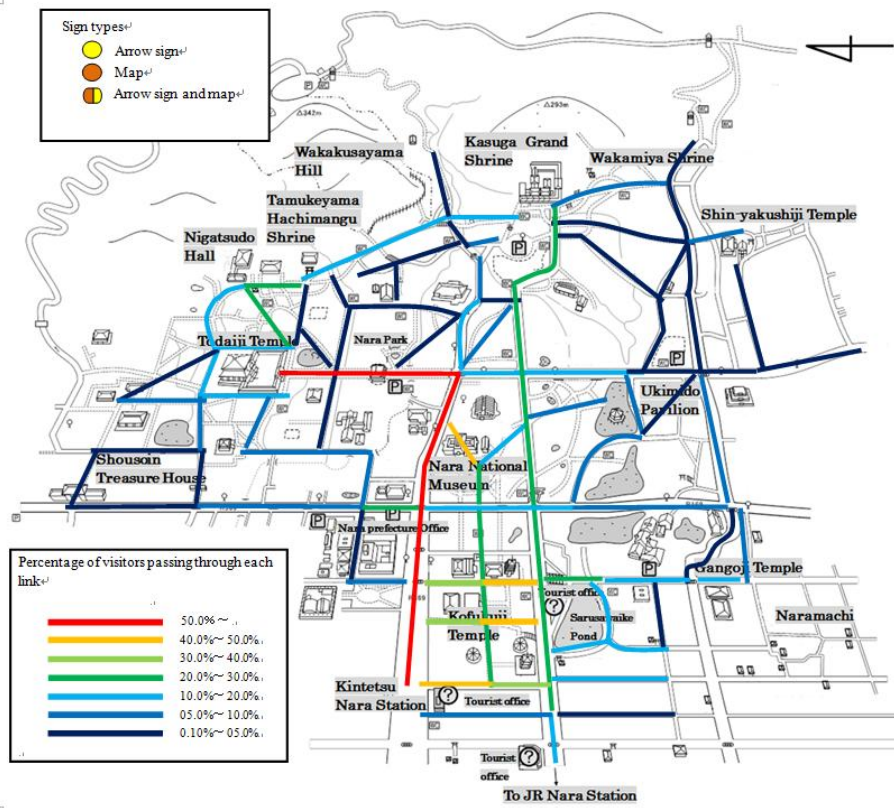 Sign types
Arrow sign
Map
Arrow sign and map
△342m
△293m
Wakakusayama
Hill
Kasuga Grand
Shrine
Wakamiya Shrine
Tamukeyama
Hachimangu
Shrine
Shin-yakushiji Temple
Nigatsudo
Hall
P
Todaiji Temple
Nara Park
P
P
Ukimido
Pavilion
Shousoin
Treasure House
Nara National
Museum
P
P
Nara prefecture Office
Percentage of visitors passing through each
link
50.0%～
40.0%～50.0%
30.0%～40.0%
20.0%～30.0%
10.0%～20.0%
05.0%～10.0%
0.10%～05.0%
P
Gangoji Temple
Tourist office
?
Kofukuji
Temple
Sarusawaike
Pond
Naramachi
Kintetsu
Nara Station
?
Tourist office
Tourist
office
?
To JR Nara Station